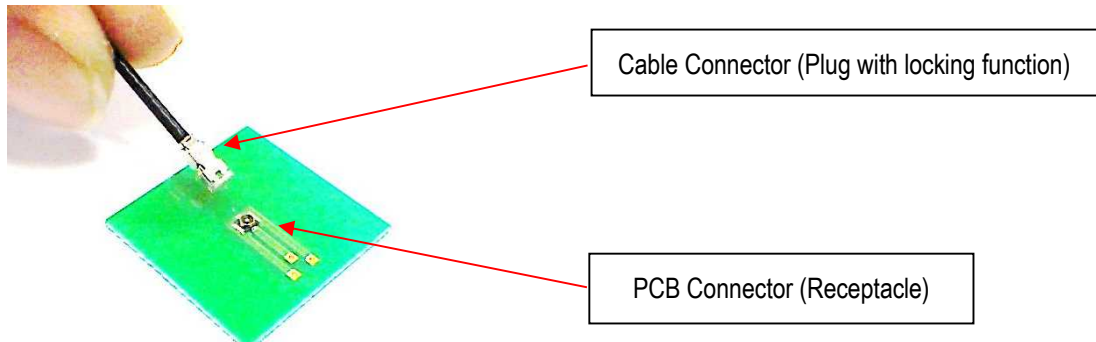 Cable Connector (Plug with locking function)
PCB Connector (Receptacle)